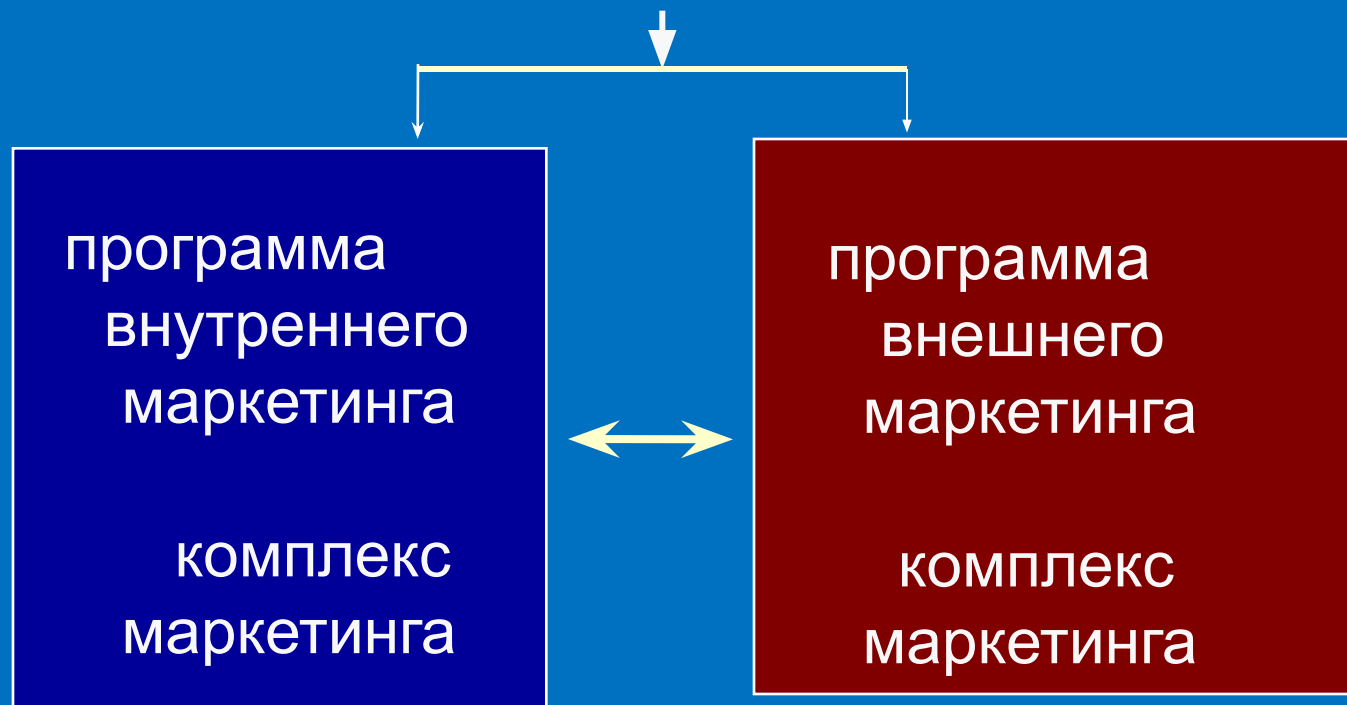 программа
внутреннего
маркетинга
комплекс
маркетинга
программа
внешнего
маркетинга
комплекс
маркетинга